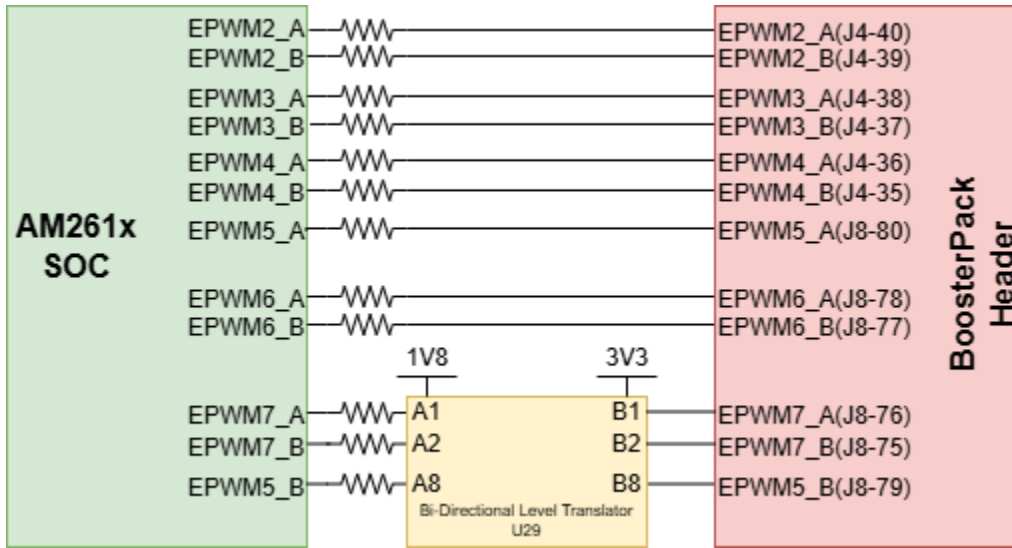 EPWM2_A
EPWM2_B
EPWM3_A
EPWM3_B
EPWM4_A
EPWM4_B
EPWM5_A
EPWM6_A
EPWM6_B
EPWM7_A
EPWM7_B
EPWM5_B
AM261x
SOC
1V8
3V3
A1
A2
A8
B1
B2
B8
Bi-Directional Level Translator
U29
EPWM2_A(J4-40)
EPWM2_B(J4-39)
EPWM3_A(J4-38)
EPWM3_B(J4-37)
EPWM4_A(J4-36)
EPWM4_B(J4-35)
EPWM5_A(J8-80)
EPWM6_A(J8-78)
EPWM6_B(J8-77)
EPWM7_A(J8-76)
EPWM7_B(J8-75)
EPWM5_B(J8-79)
BoosterPack
Header